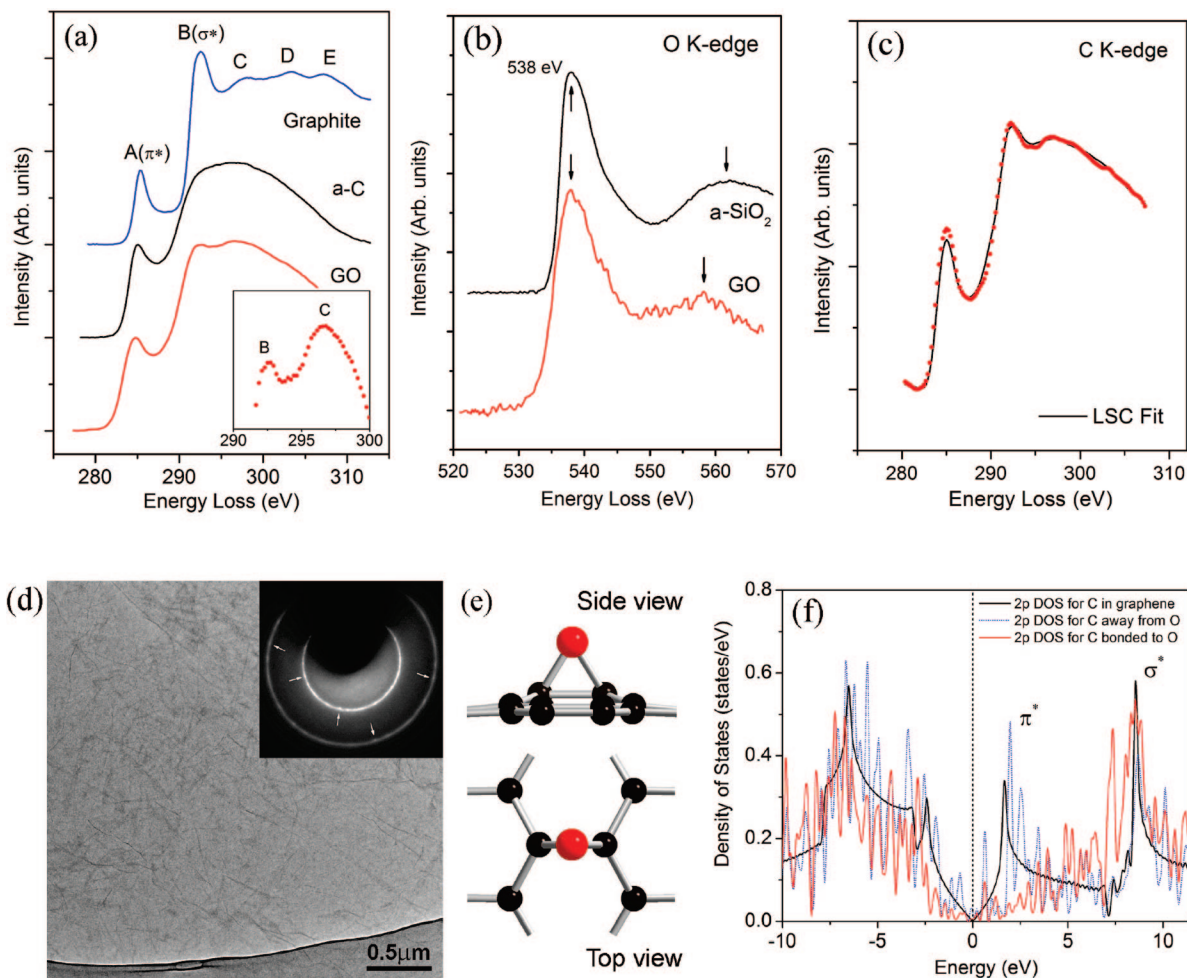 (a)
B(σ*)
C
D
E
Graphite
A(π*)
a-C
GO
C
B
290
295
300
280
290
300
310
Energy Loss (eV)
Intensity (Arb. units)
(b)
O K-edge
538 eV
a-SiO2
GO
520
530
540
550
560
570
Energy Loss (eV)
Intensity (Arb. units)
(c)
C K-edge
LSC Fit
280
290
300
310
Energy Loss (eV)
Intensity (Arb. units)
(d)
0.5μm
(e)
Side view
Top view
(f)
2p DOS for C in graphene
2p DOS for C away from O
2p DOS for C bonded to O
σ*
π*
0.8
0.6
0.4
0.2
0.0
-10
-5
0
5
10
Energy (eV)
Density of States (states/eV)